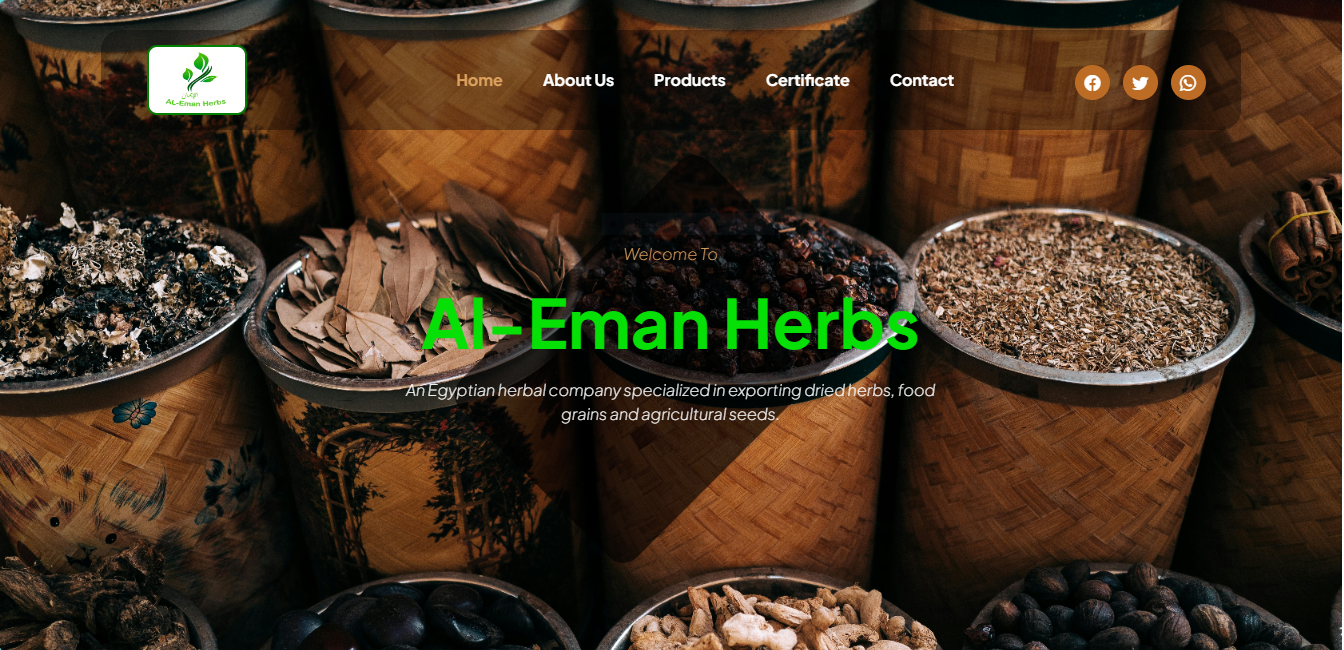 AL-Eman Herbs
Home
About Us
Products
Certificate
Contact
Welcome To
Al-Eman Herbs
An Egyptian herbal company specialized in exporting dried herbs, food
grains and agricultural seeds.